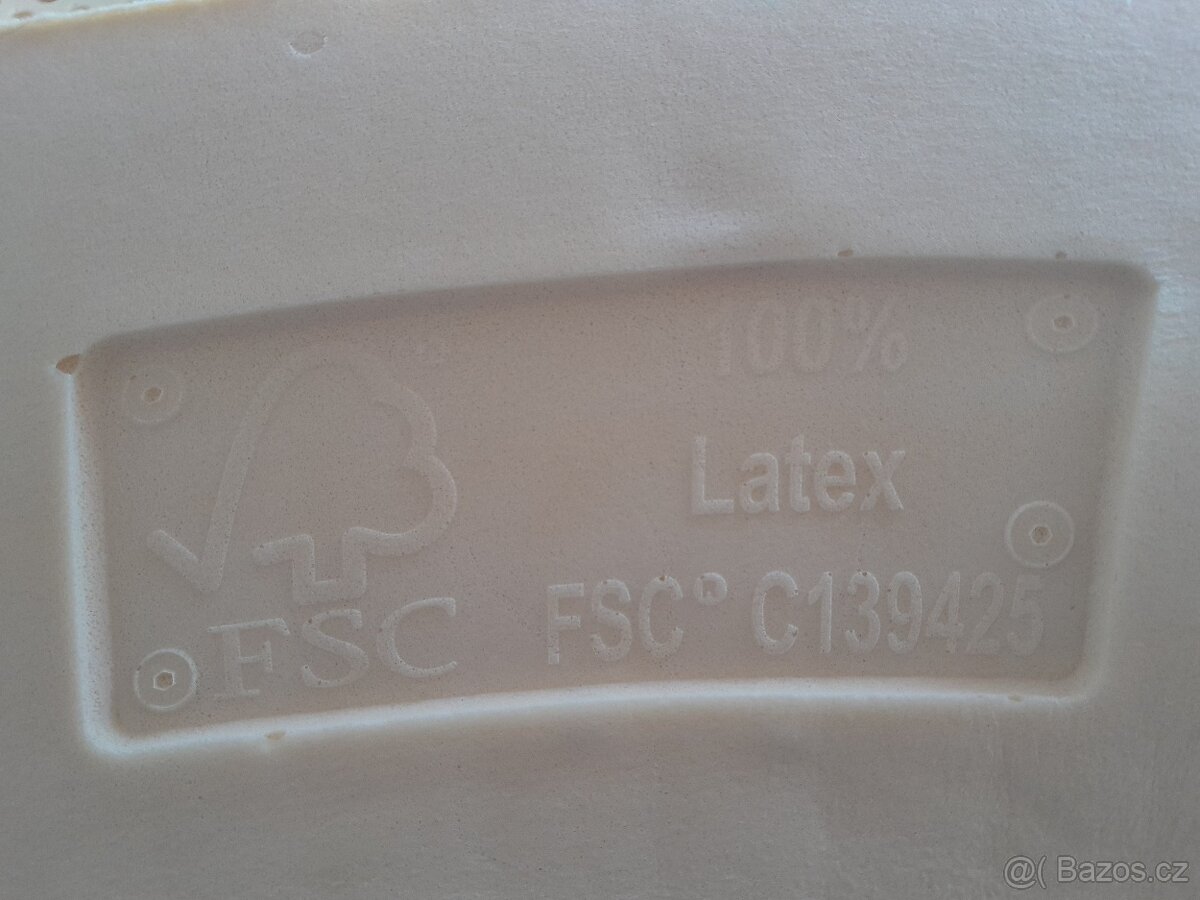 100%
Latex
FSC
FSC® C139425
@( Bazos.cz